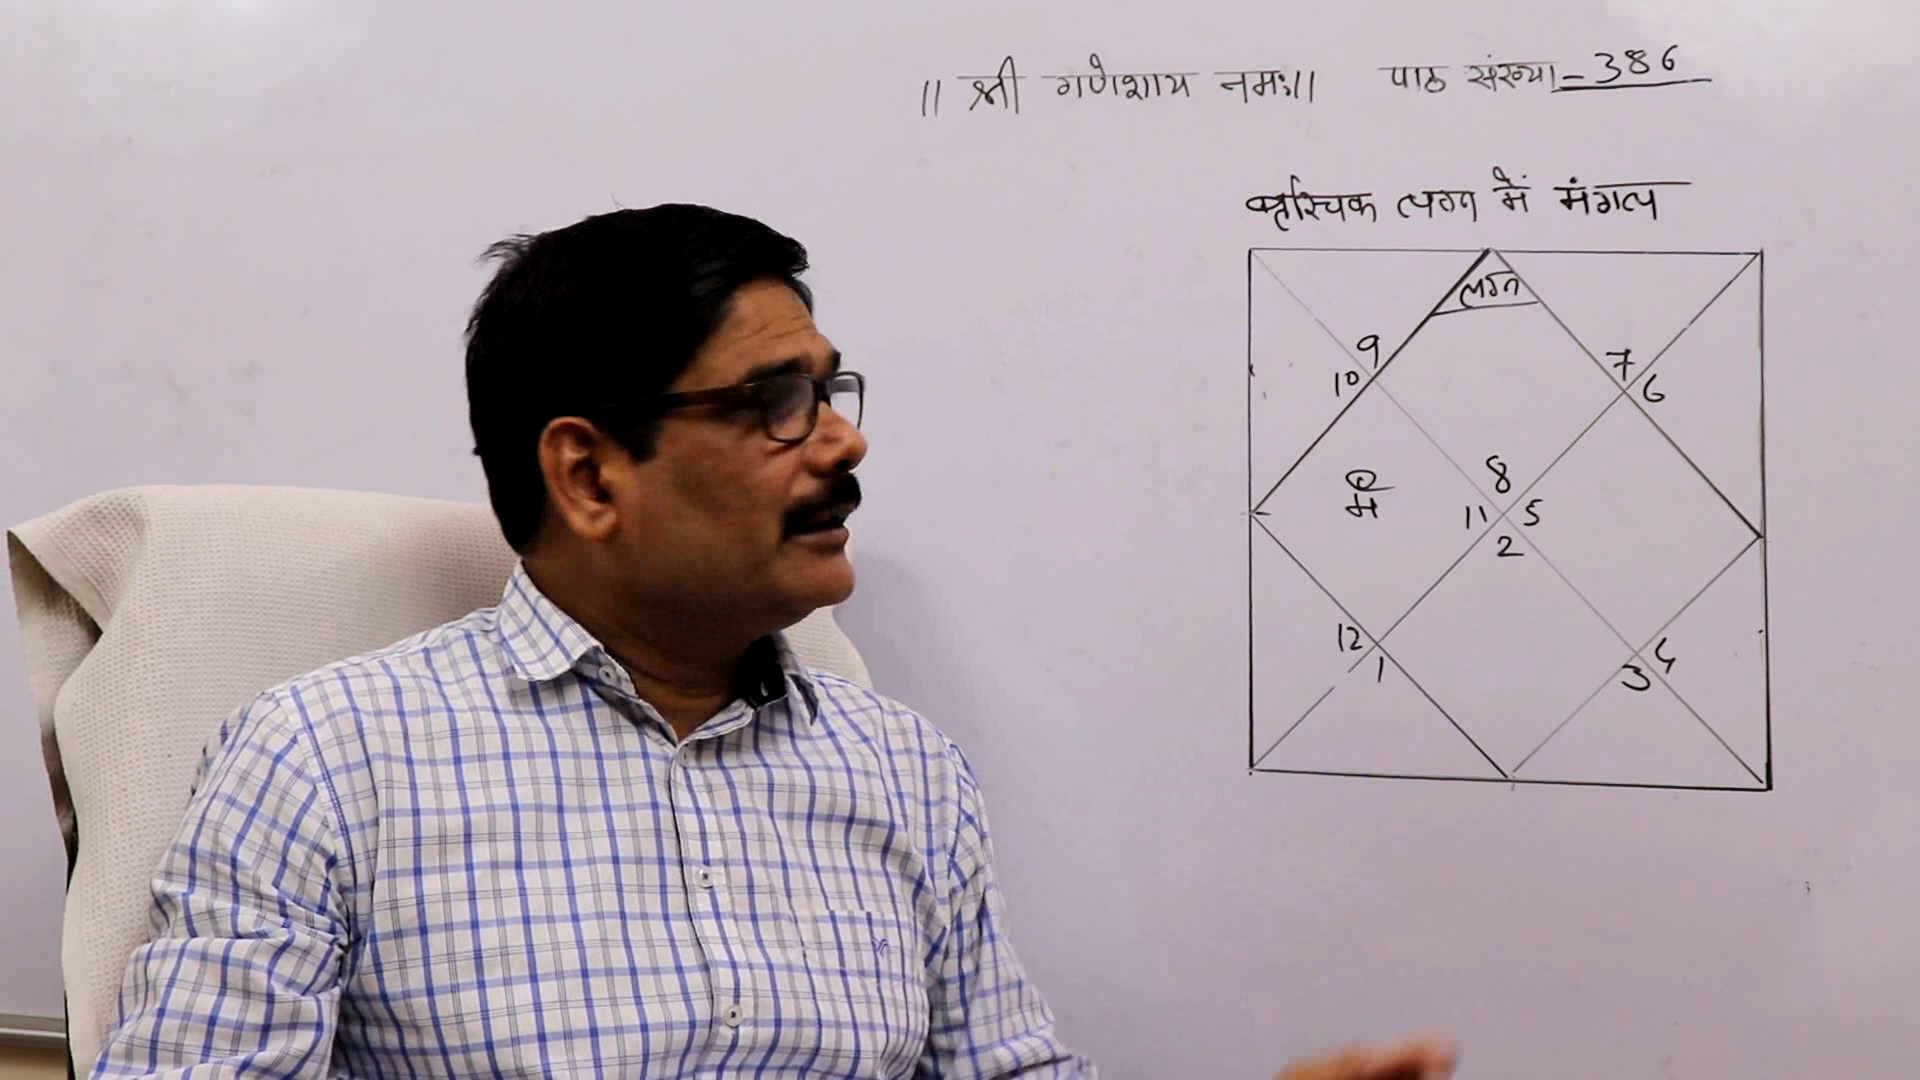 ॥ श्री गणेशाय नमः॥ पाठ संख्या - 386
वृश्चिक लग्न में मंगल
लग्न
9 7
10 6
8
मं 11 5
2
12 4
1 3